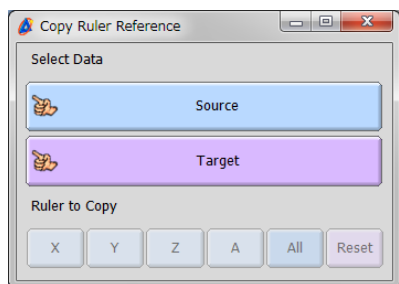 Copy Ruler Reference
Select Data
Source
Target
Ruler to Copy
X Y Z A All Reset